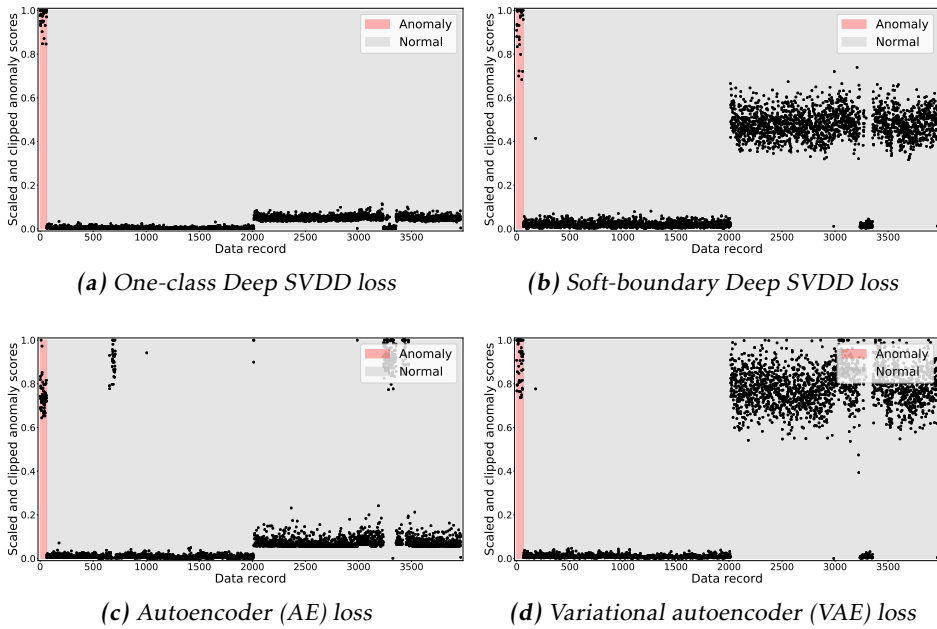 Scaled and clipped anomaly scores
1.0
0.8
0.6
0.4
0.2
0.0
Anomaly
Normal
0 500 1000 1500 2000 2500 3000 3500
Data record
(a) One-class Deep SVDD loss
Scaled and clipped anomaly scores
1.0
0.8
0.6
0.4
0.2
0.0
Anomaly
Normal
0 500 1000 1500 2000 2500 3000 3500
Data record
(b) Soft-boundary Deep SVDD loss
Scaled and clipped anomaly scores
1.0
0.8
0.6
0.4
0.2
0.0
Anomaly
Normal
0 500 1000 1500 2000 2500 3000 3500
Data record
(c) Autoencoder (AE) loss
Scaled and clipped anomaly scores
1.0
0.8
0.6
0.4
0.2
0.0
Anomaly
Normal
0 500 1000 1500 2000 2500 3000 3500
Data record
(d) Variational autoencoder (VAE) loss